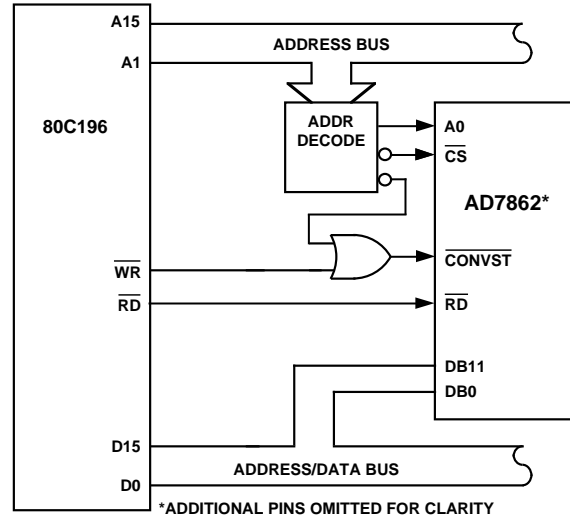 A15
ADDRESS BUS
A1
80C196
ADDR
DECODE
A0
CS
AD7862*
WR
CONVST
RD
RD
DB11
DB0
D15
ADDRESS/DATA BUS
D0
*ADDITIONAL PINS OMITTED FOR CLARITY